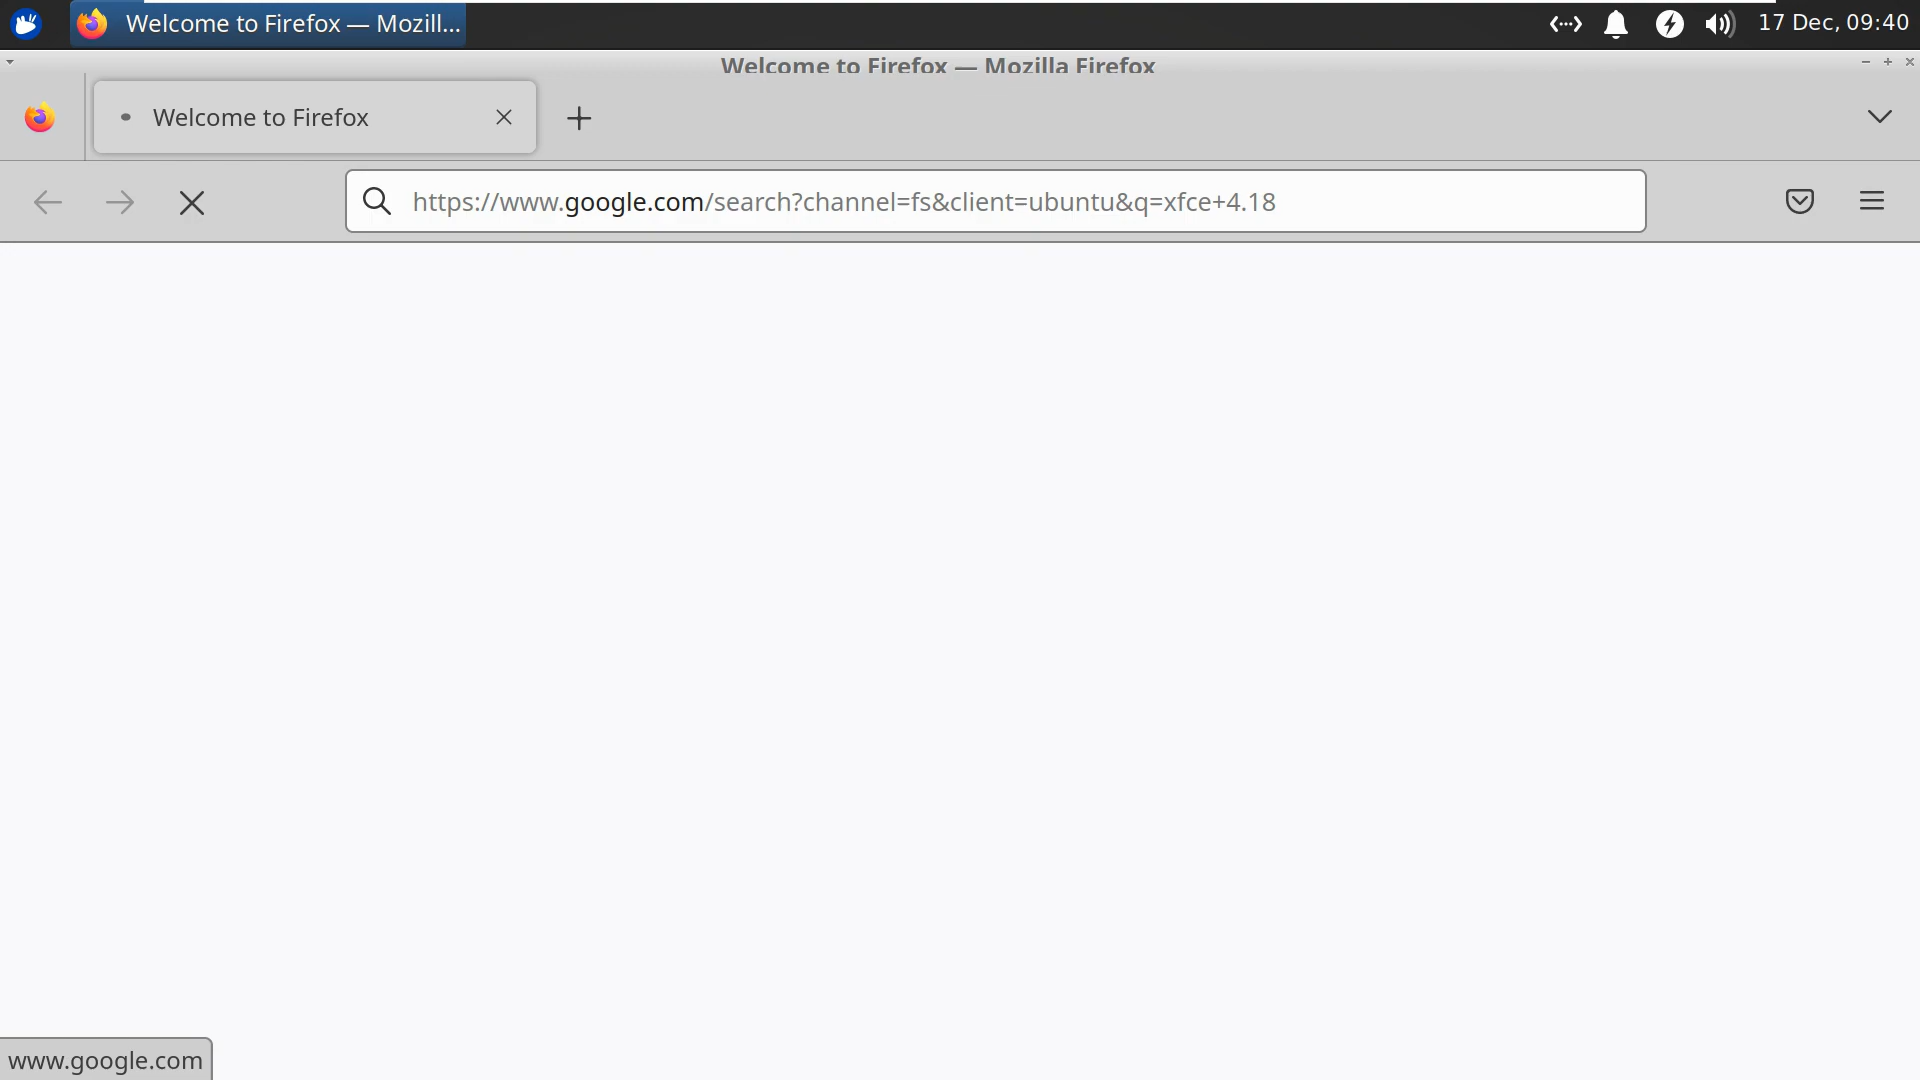 Welcome to Firefox — Mozill...
17 Dec, 09:40
Welcome to Firefox — Mozilla Firefox
Welcome to Firefox
https://www.google.com/search?channel=fs&client=ubuntu&q=xfce+4.18
www.google.com